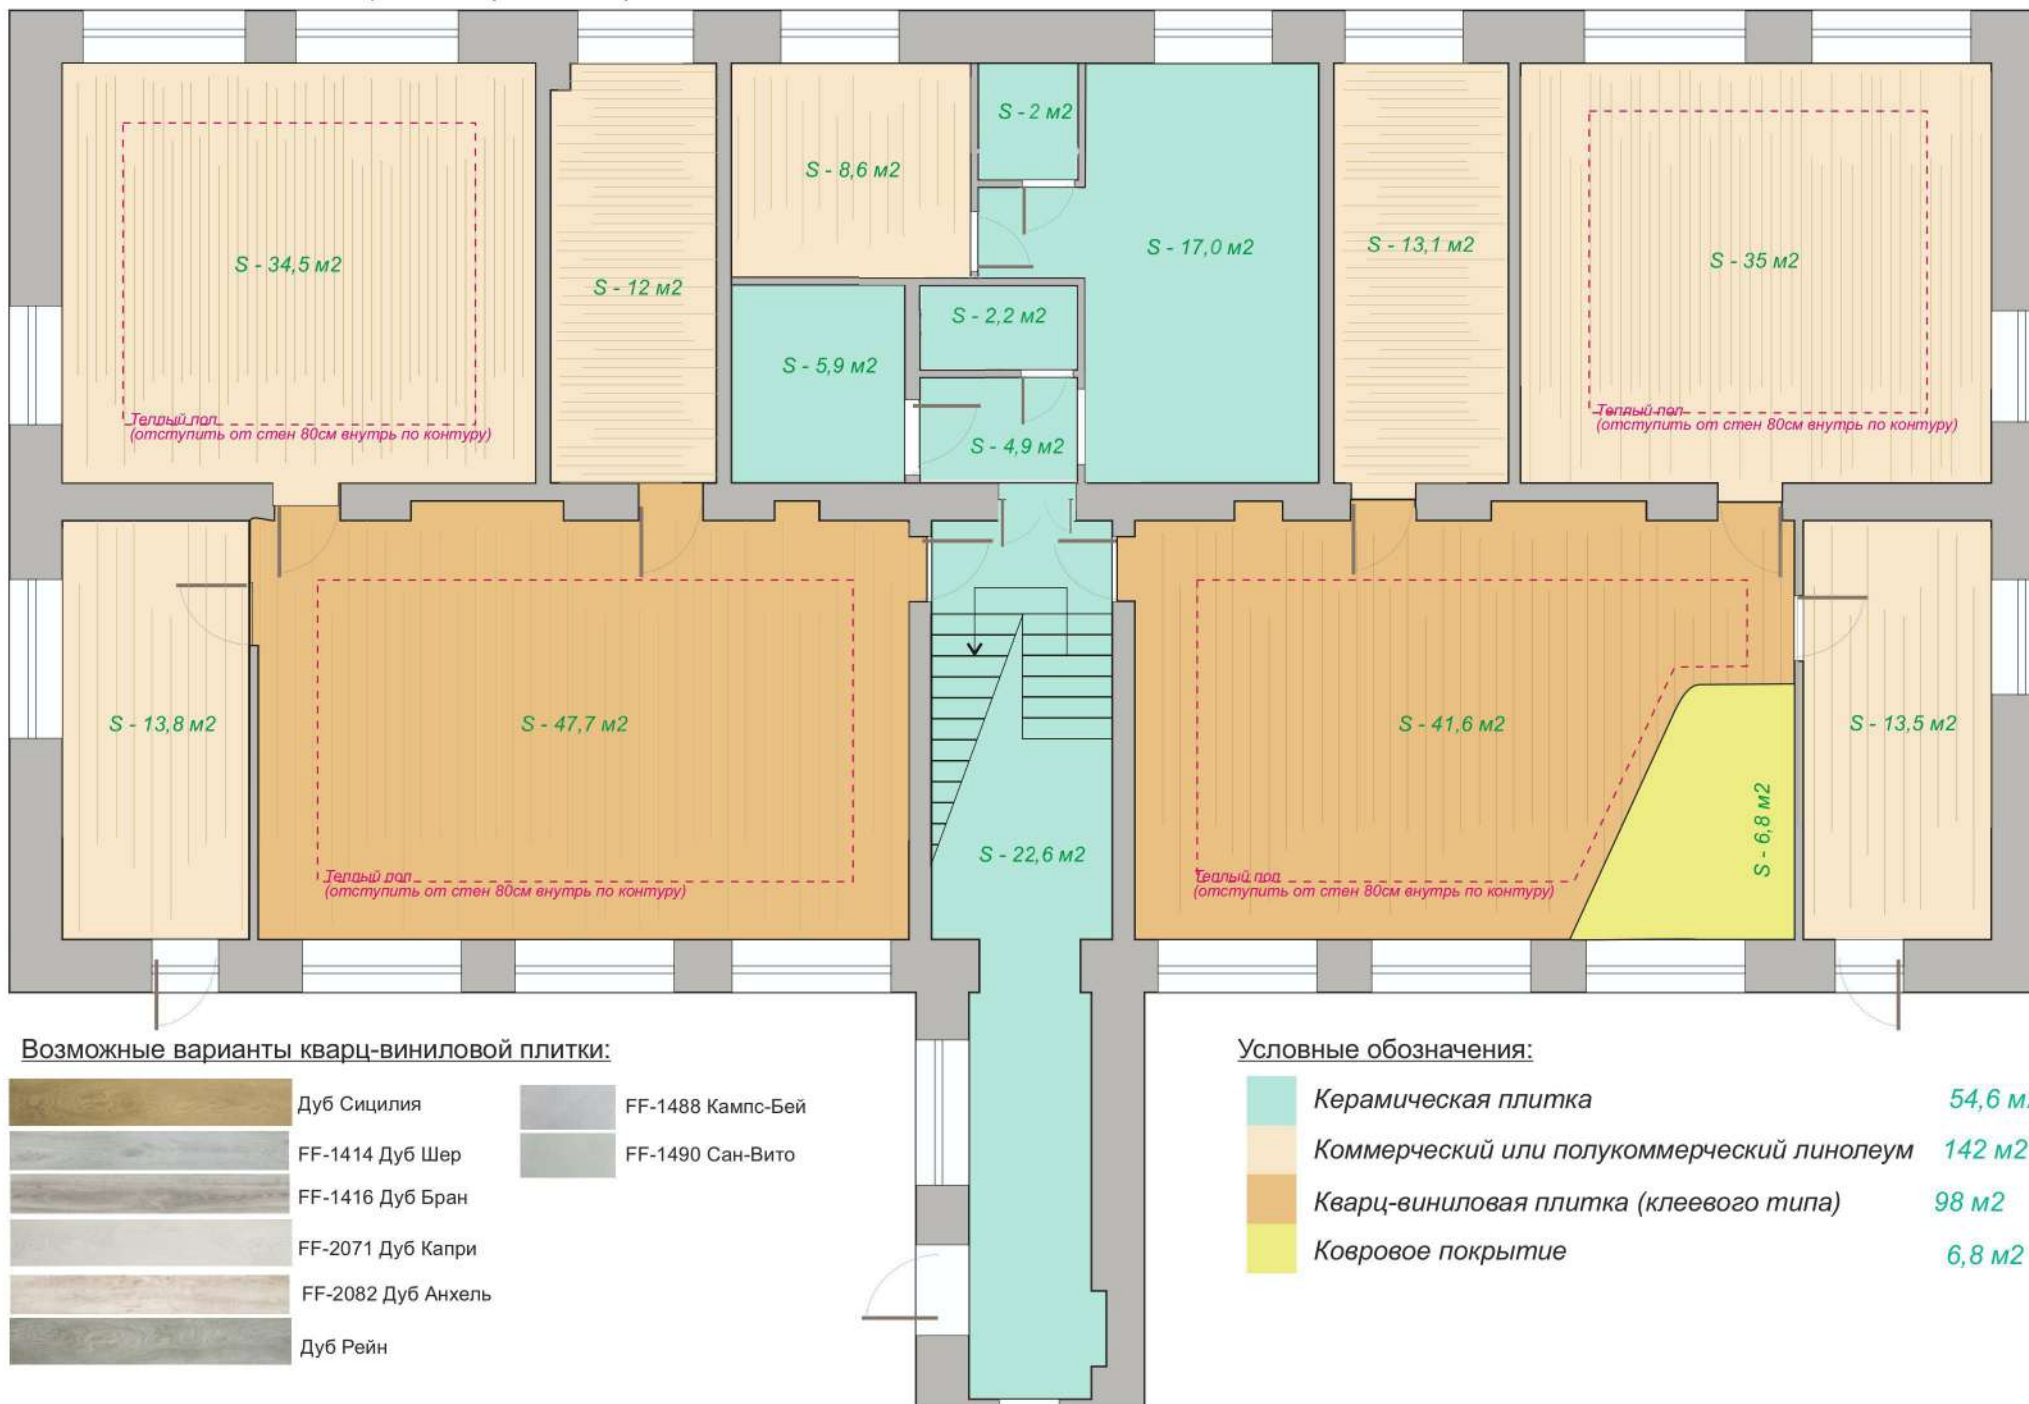 S - 2 м2
S - 8,6 м2
S - 17,0 м2
S - 13,1 м2
S - 34,5 м2
S - 12 м2
S - 35 м2
S - 2,2 м2
S - 5,9 м2
S - 4,9 м2
Теплый пол
(отступить от стен 80см внутрь по контуру)
Теплый пол
(отступить от стен 80см внутрь по контуру)
S - 13,8 м2
S - 47,7 м2
S - 41,6 м2
S - 13,5 м2
S - 6,8 м2
S - 22,6 м2
Теплый пол
(отступить от стен 80см внутрь по контуру)
Теплый пол
(отступить от стен 80см внутрь по контуру)
Возможные варианты кварц-виниловой плитки:
Дуб Сицилия
FF-1414 Дуб Шер
FF-1416 Дуб Бран
FF-2071 Дуб Капри
FF-2082 Дуб Анхель
Дуб Рейн
FF-1488 Кампс-Бей
FF-1490 Сан-Вито
Условные обозначения:
Керамическая плитка 54,6 м
Коммерческий или полукоммерческий линолеум 142 м2
Кварц-виниловая плитка (клеевого типа) 98 м2
Ковровое покрытие 6,8 м2